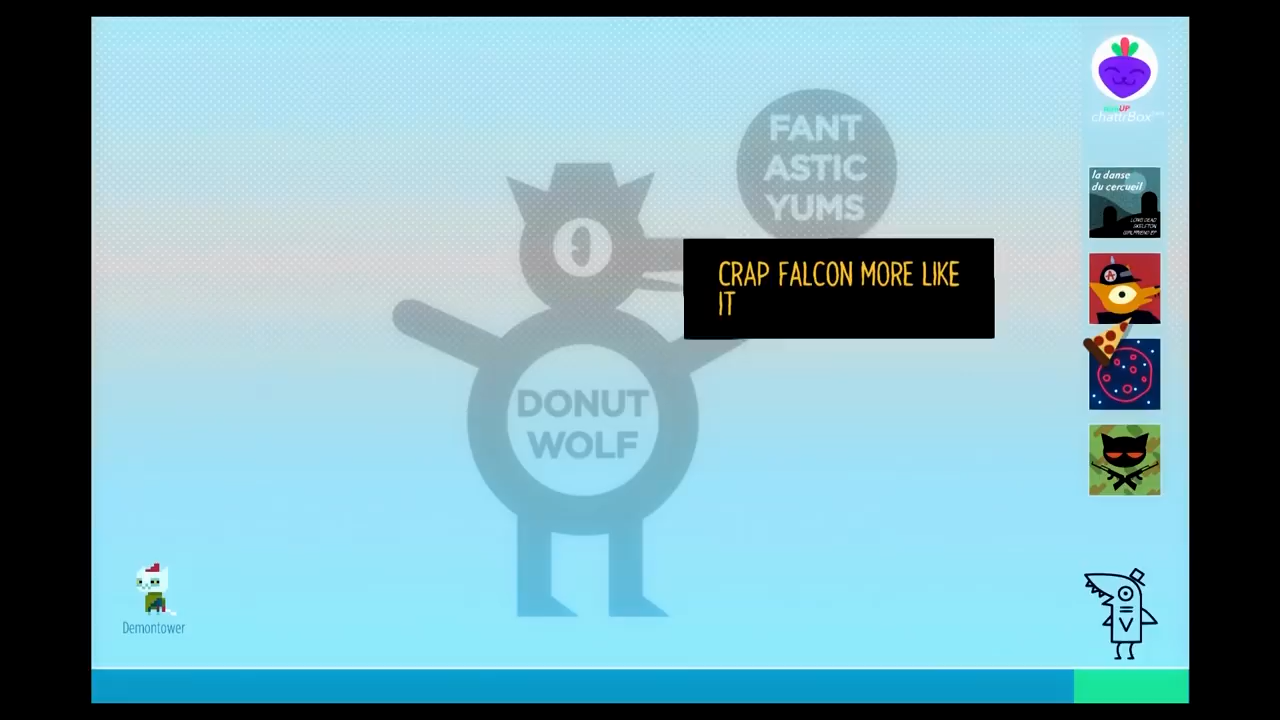 FANT
ASTIC
YUMS
CRAP FALCON MORE LIKE
IT
DONUT
WOLF
chattrBox
la danse
du cercueil
Demontower